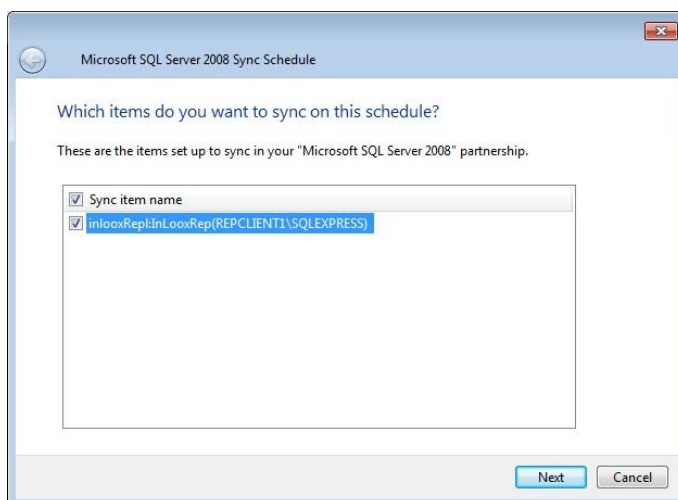 Microsoft SQL Server 2008 Sync Schedule
Which items do you want to sync on this schedule?
These are the items set up to sync in your "Microsoft SQL Server 2008" partnership.
Sync item name
inlooxRepl:InLooxRep(REPCLIENT1\SQLEXPRESS)
Next Cancel